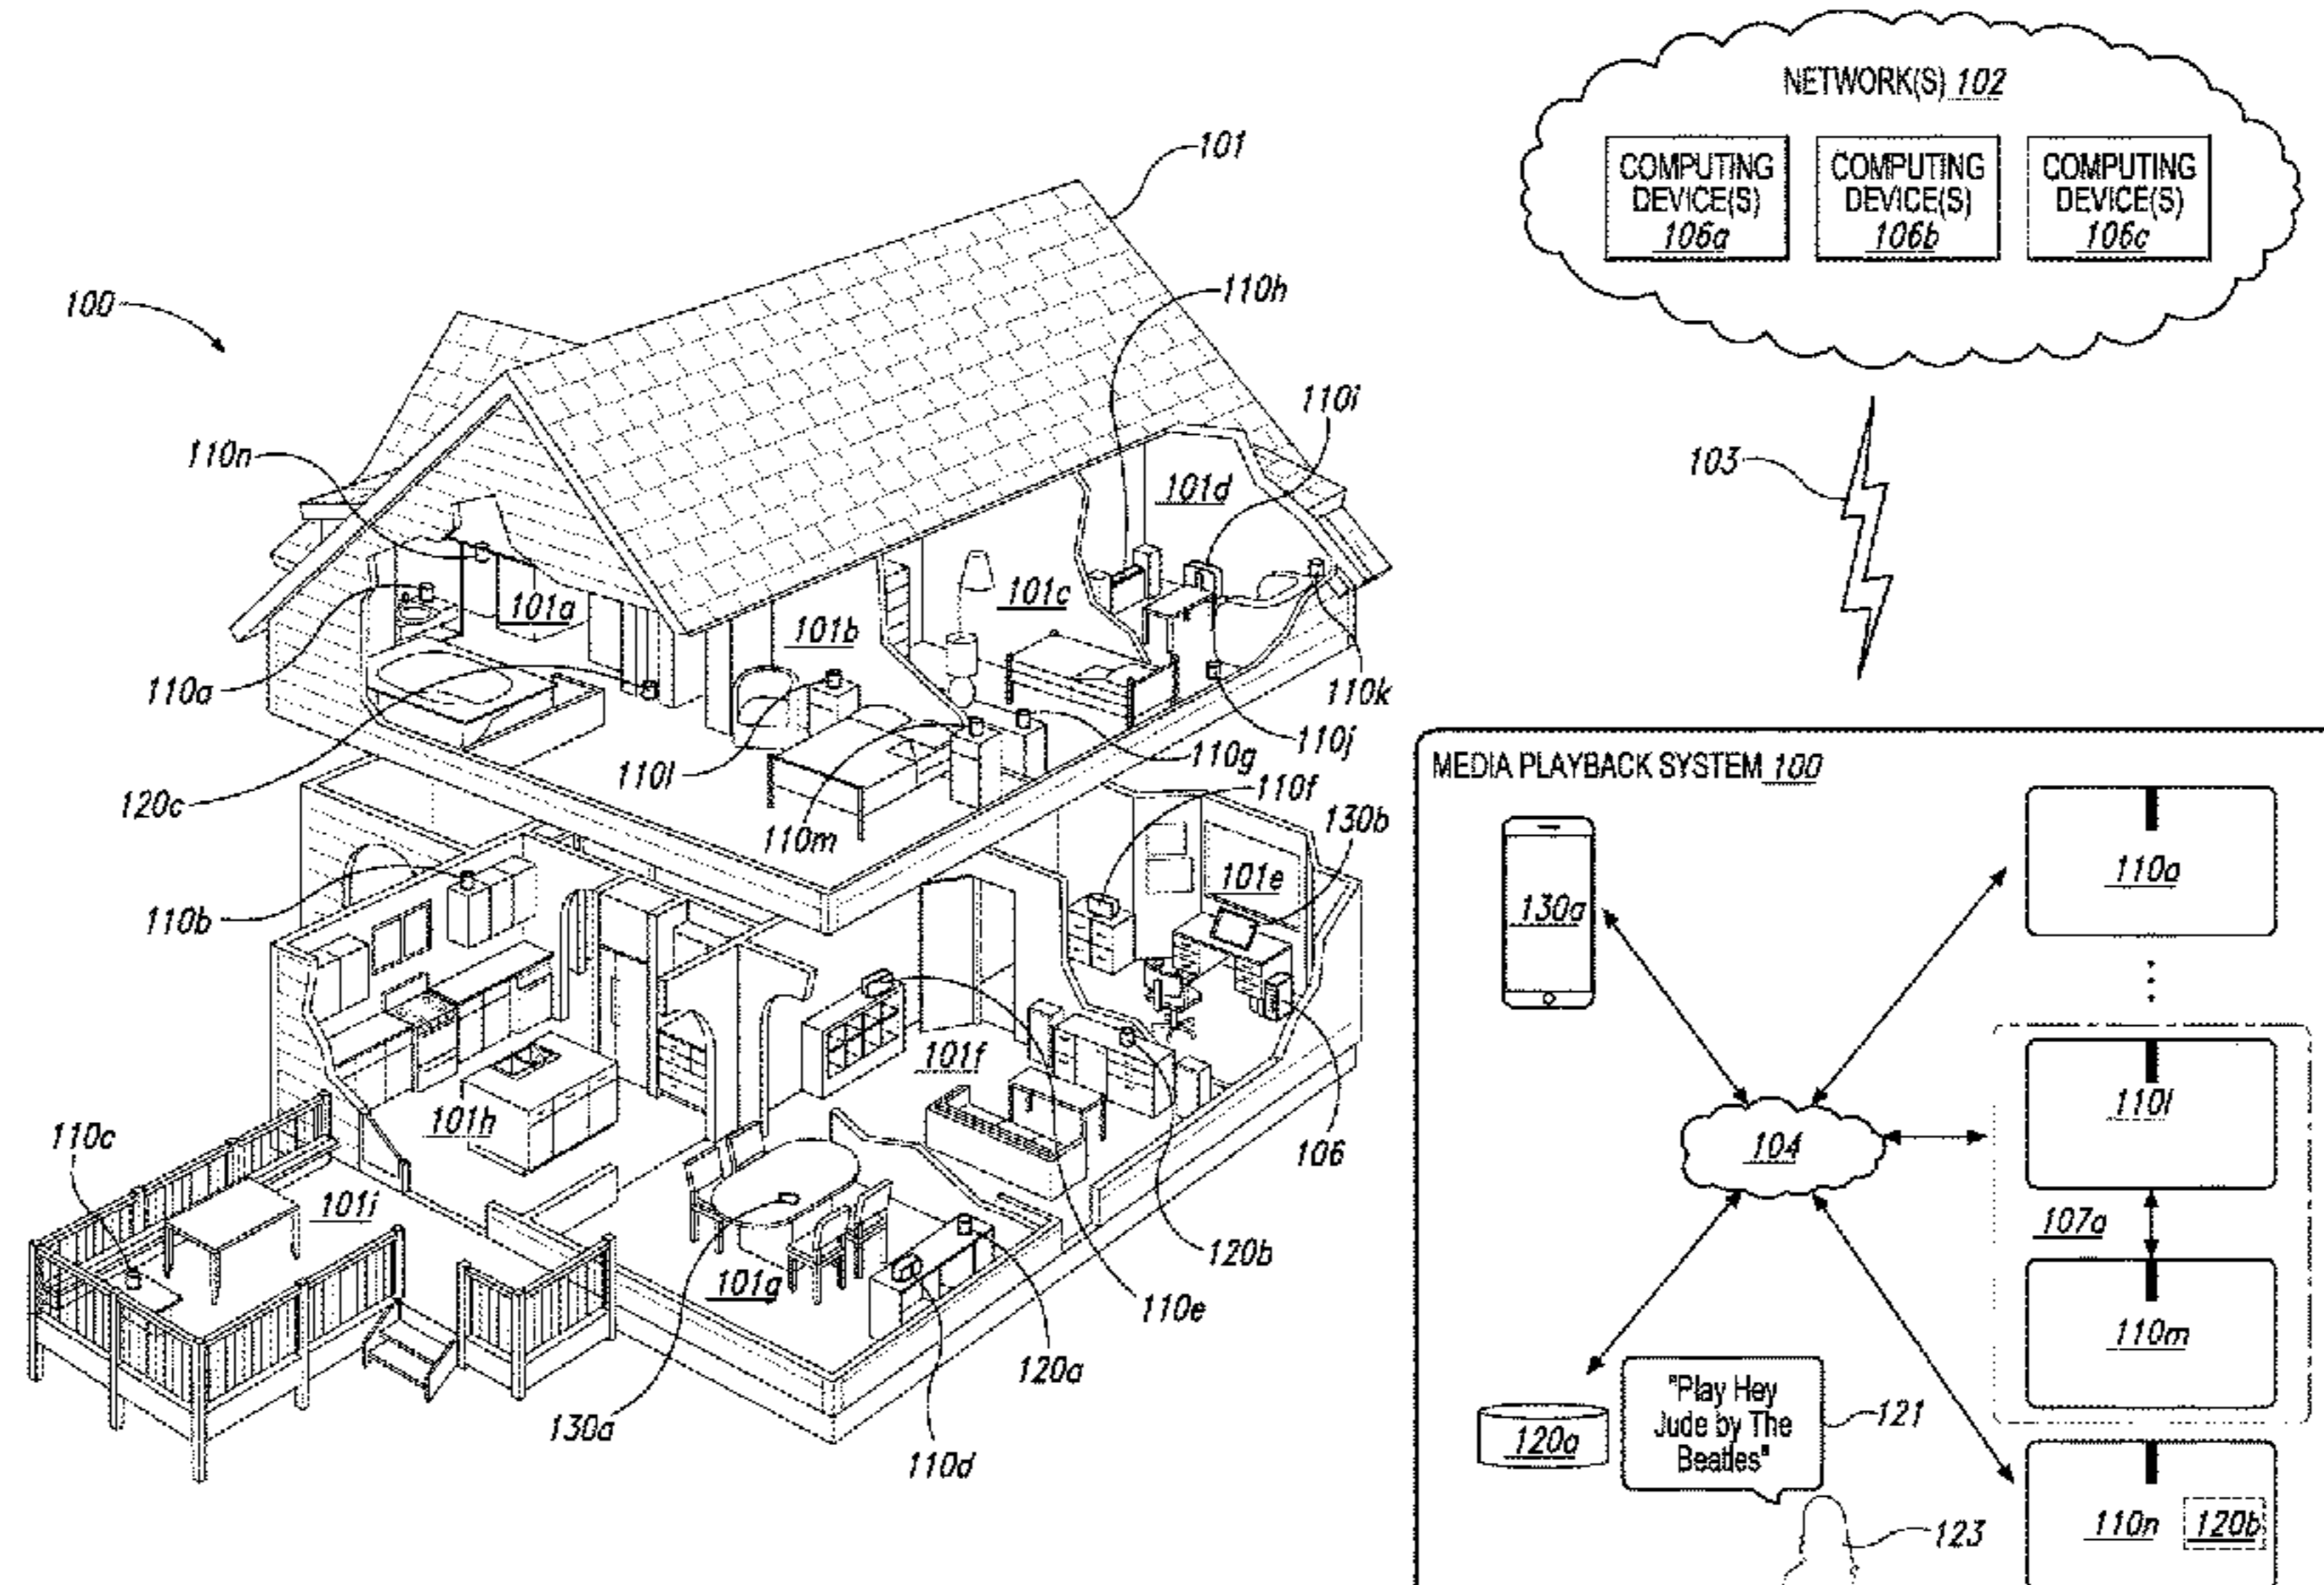 NETWORK(S) 102
COMPUTING DEVICE(S) 106a
COMPUTING DEVICE(S) 106b
COMPUTING DEVICE(S) 106c
101
100
110h
110i
110n
103
101d
101a
101c
101b
110a
110k
110j
110g
110l
120c
110f
110m
130b
MEDIA PLAYBACK SYSTEM 100
101e
110a
130a
110b
101f
110l
101h
110c
106
104
101i
107a
120b
101g
110e
110m
120a
130a
110d
"Play Hey
Jude by The
Beatles"
121
120a
110n
120b
123